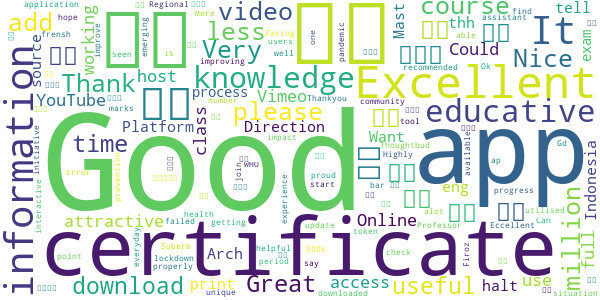 application
hope
frensh
add
source
YouTube
marks
Regional
emerging
More
improve
seen
is
working
Thank
host
video
less
Very
knowledge
Vimeo
process
number
Platform
class
Direction
Facing
users
well
improving
Thankyou
please
one
pandemic
Mast
course
thh
able
Could
Excellent
educative
community
tool
Want
Highly
recommended
assistant
Ok
find
tell
exam
It
Nice
available
Thoughtbud
ap
Gd
progress
bar
information
interactive
initiative
time
Good
app
certificate
prevention
error
point
attractive
download
everyday
failed
health
getting
Suberb
lockdown
properly
Arch
print
unique
Great
helpful
period
say
join
WHU
impact
proud
start
experience
Online
update
token
access
downloaded
check
alot
Professor
useful
Firoz
eng
halt
use
utilised
Lan
Eccellent
full
million
situation
Indonesia